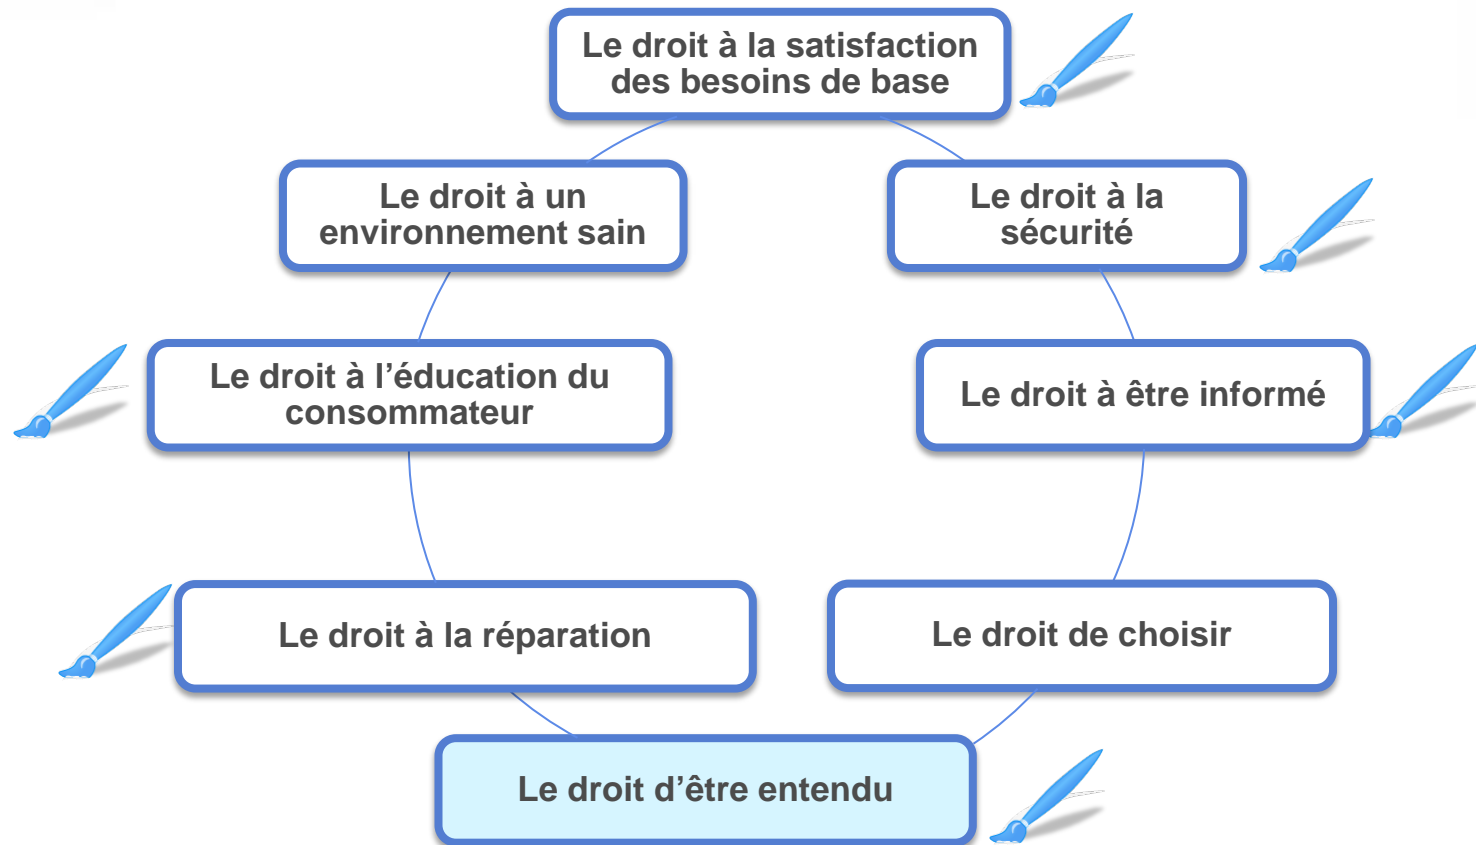 Le droit à la satisfaction
des besoins de base
Le droit à un
environnement sain
Le droit à la
sécurité
Le droit à l’éducation du
consommateur
Le droit à être informé
Le droit à la réparation
Le droit de choisir
Le droit d’être entendu